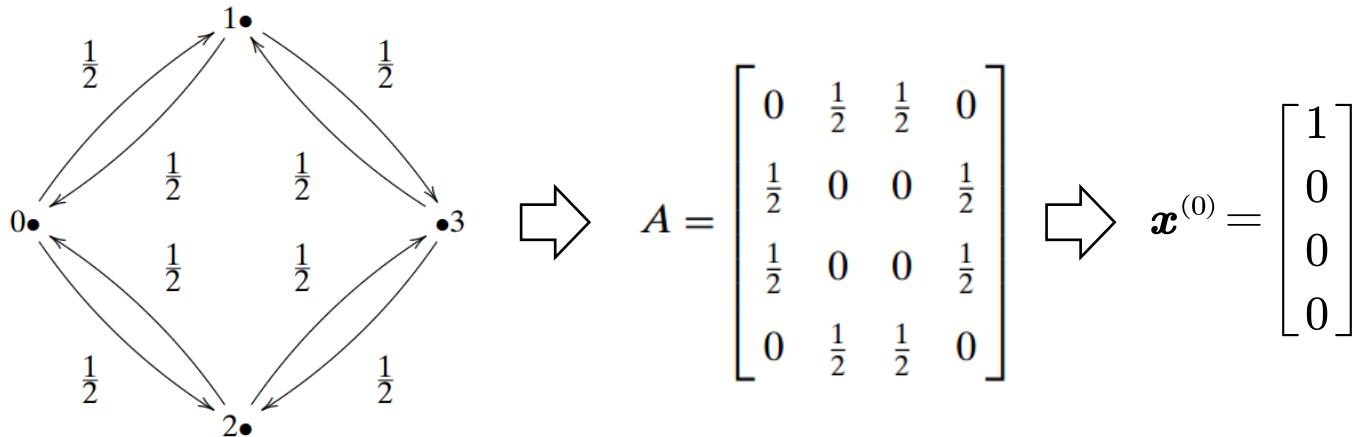 1•
1/2 1/2
1/2 1/2
0• •3
1/2 1/2
1/2 1/2
2•
A = [ 0 1/2 1/2 0
1/2 0 0 1/2
1/2 0 0 1/2
0 1/2 1/2 0 ]
x^(0) = [ 1
0
0
0 ]